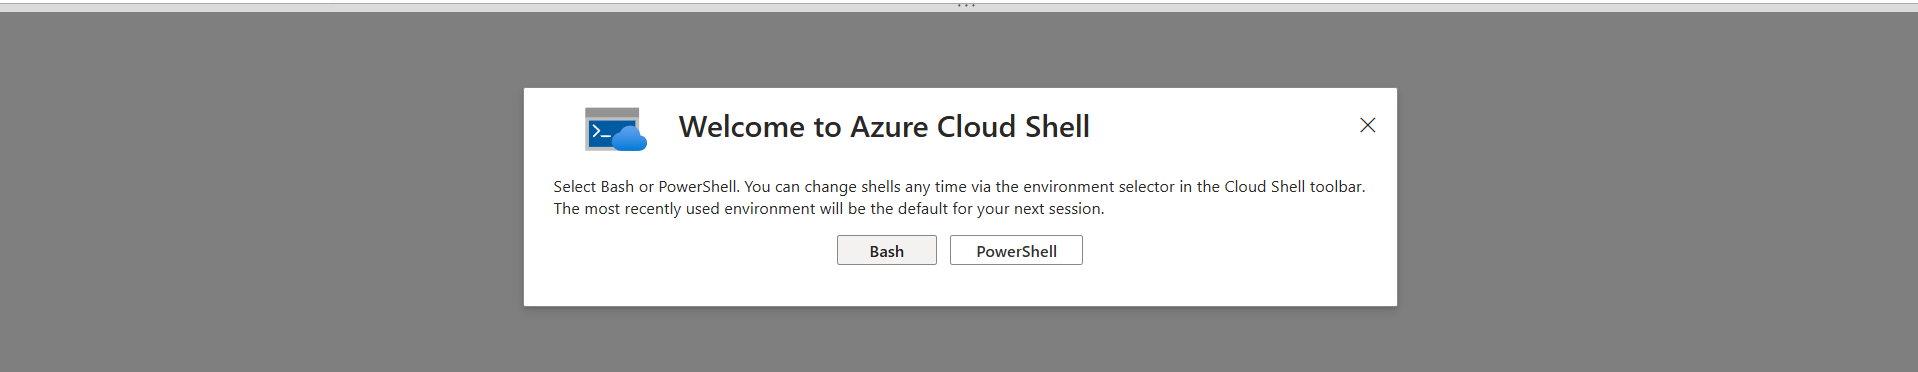 Welcome to Azure Cloud Shell
Select Bash or PowerShell. You can change shells any time via the environment selector in the Cloud Shell toolbar.
The most recently used environment will be the default for your next session.
Bash
PowerShell